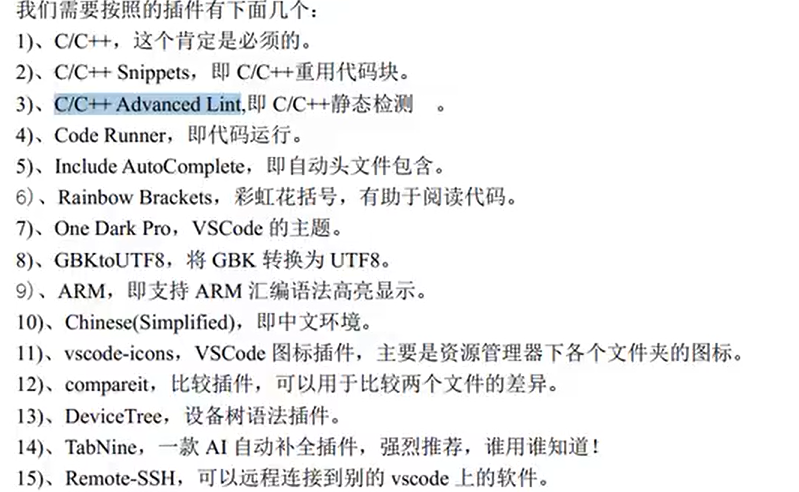 我们需要按照的插件有下面几个：
1)、C/C++，这个肯定是必须的。
2)、C/C++ Snippets，即 C/C++重用代码块。
3)、C/C++ Advanced Lint,即 C/C++静态检测 。
4)、Code Runner，即代码运行。
5)、Include AutoComplete，即自动头文件包含。
6)、Rainbow Brackets，彩虹花括号，有助于阅读代码。
7)、One Dark Pro，VSCode 的主题。
8)、GBKtoUTF8，将 GBK 转换为 UTF8。
9)、ARM，即支持 ARM 汇编语法高亮显示。
10)、Chinese(Simplified)，即中文环境。
11)、vscode-icons，VSCode 图标插件，主要是资源管理器下各个文件夹的图标。
12)、compareit，比较插件，可以用于比较两个文件的差异。
13)、DeviceTree，设备树语法插件。
14)、TabNine，一款 AI 自动补全插件，强烈推荐，谁用谁知道！
15)、Remote-SSH，可以远程连接到别的 vscode 上的软件。